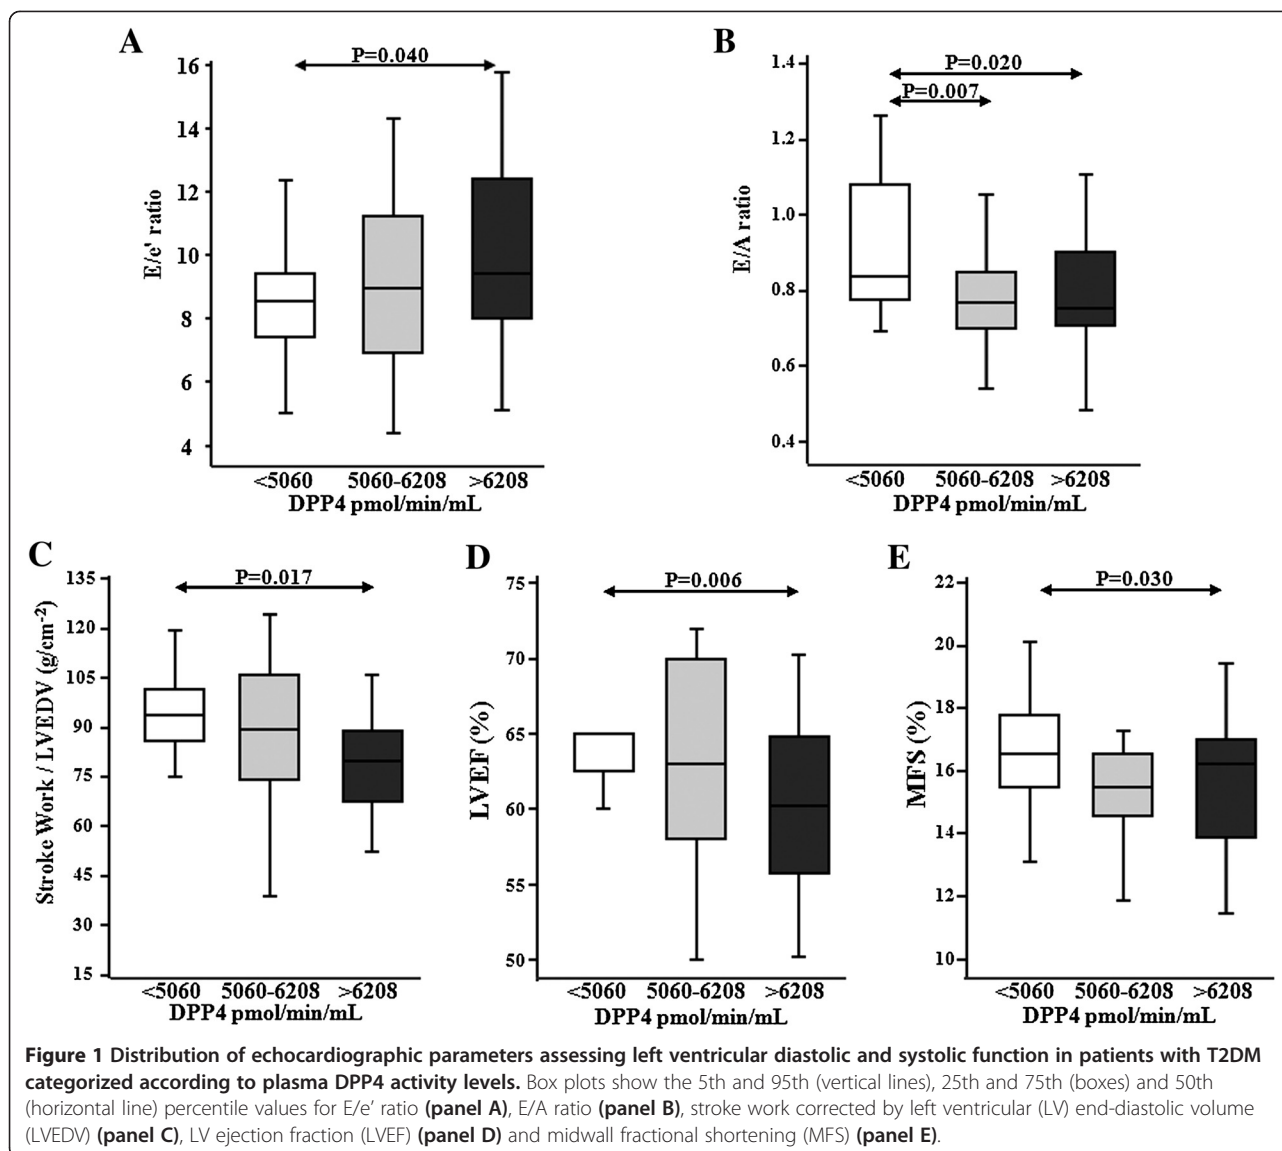 A
P=0.040
16
14
12
10
8
6
4
E/e' ratio
<5060 5060-6208 >6208
DPP4 pmol/min/mL
B
P=0.020
P=0.007
1.4
1.2
1.0
0.8
0.6
0.4
E/A ratio
<5060 5060-6208 >6208
DPP4 pmol/min/mL
C
P=0.017
135
120
105
90
75
60
45
30
15
Stroke Work / LVEDV (g/cm⁻²)
<5060 5060-6208 >6208
DPP4 pmol/min/mL
D
P=0.006
75
70
65
60
55
50
LVEF (%)
<5060 5060-6208 >6208
DPP4 pmol/min/mL
E
P=0.030
22
20
18
16
14
12
10
MFS (%)
<5060 5060-6208 >6208
DPP4 pmol/min/mL
Figure 1 Distribution of echocardiographic parameters assessing left ventricular diastolic and systolic function in patients with T2DM
categorized according to plasma DPP4 activity levels. Box plots show the 5th and 95th (vertical lines), 25th and 75th (boxes) and 50th
(horizontal line) percentile values for E/e′ ratio (panel A), E/A ratio (panel B), stroke work corrected by left ventricular (LV) end-diastolic volume
(LVEDV) (panel C), LV ejection fraction (LVEF) (panel D) and midwall fractional shortening (MFS) (panel E).